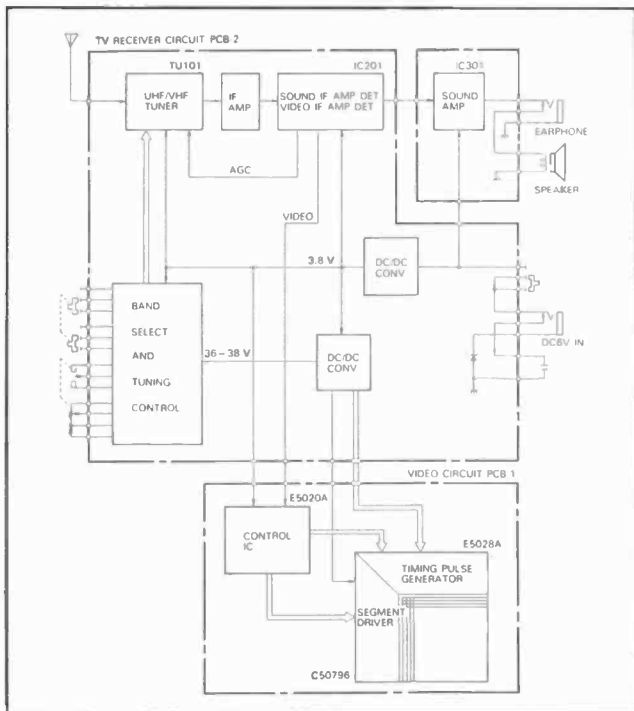 TV RECEIVER CIRCUIT PCB 2
TU101
IC201
IC301
UHF/VHF
TUNER
IF
AMP
SOUND IF AMP DET
VIDEO IF AMP DET
SOUND
AMP
EARPHONE
SPEAKER
AGC
VIDEO
3.8 V
DC/DC
CONV
BAND
SELECT
AND
TUNING
CONTROL
36-38 V
DC/DC
CONV
DC6V IN
VIDEO CIRCUIT PCB 1
E5020A
CONTROL
IC
E5028A
TIMING PULSE
GENERATOR
SEGMENT
DRIVER
C50796